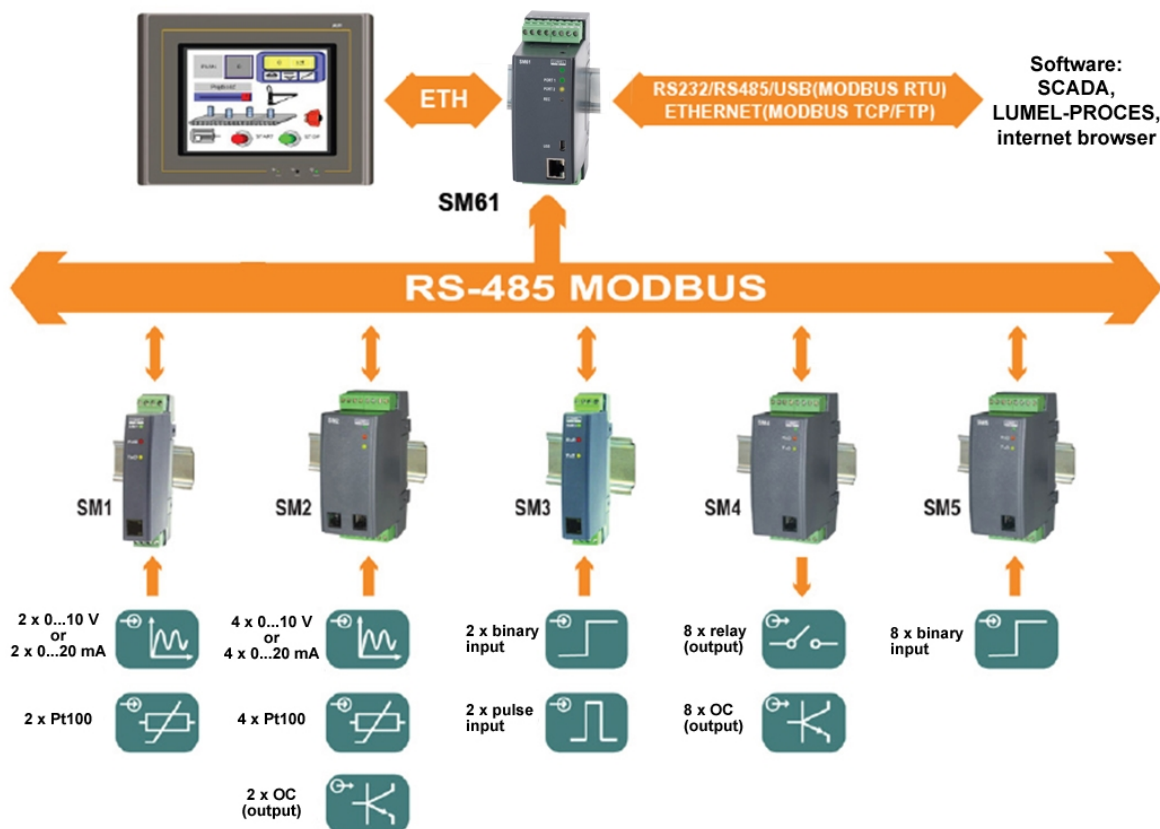 ETH
SM61
RS232/RS485/USB(MODBUS RTU)
ETHERNET(MODBUS TCP/FTP)
Software:
SCADA,
LUMEL-PROCES,
internet browser
SM61
RS-485 MODBUS
SM1
SM2
SM3
SM4
SM5
2 x 0...10 V
or
2 x 0...20 mA
4 x 0...10 V
or
4 x 0...20 mA
2 x binary
input
8 x relay
(output)
8 x binary
input
2 x Pt100
4 x Pt100
2 x pulse
input
8 x OC
(output)
2 x OC
(output)